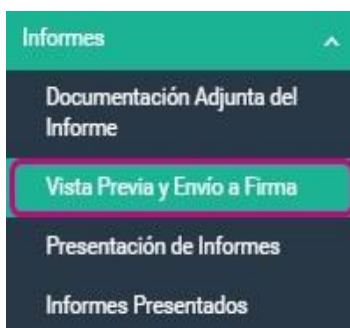 Informes
Documentación Adjunta del
Informe
Vista Previa y Envío a Firma
Presentación de Informes
Informes Presentados